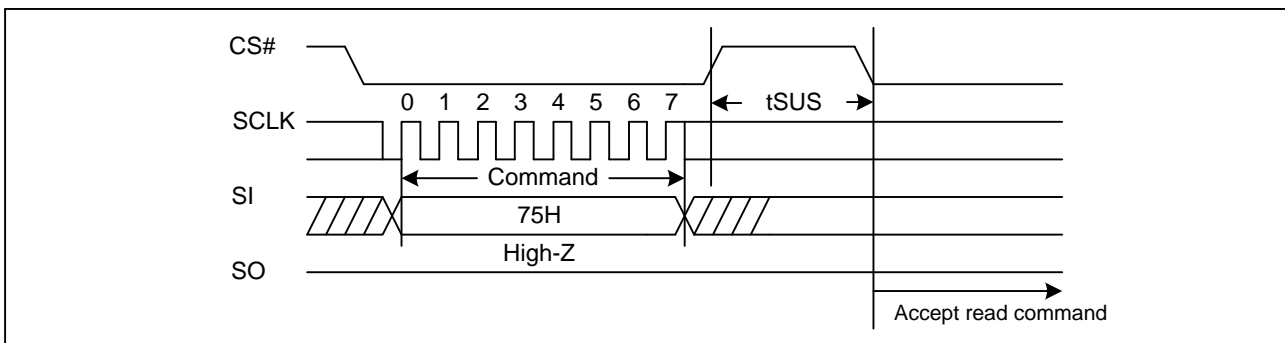 CS#
0 1 2 3 4 5 6 7
tSUS
SCLK
Command
SI
75H
High-Z
SO
Accept read command